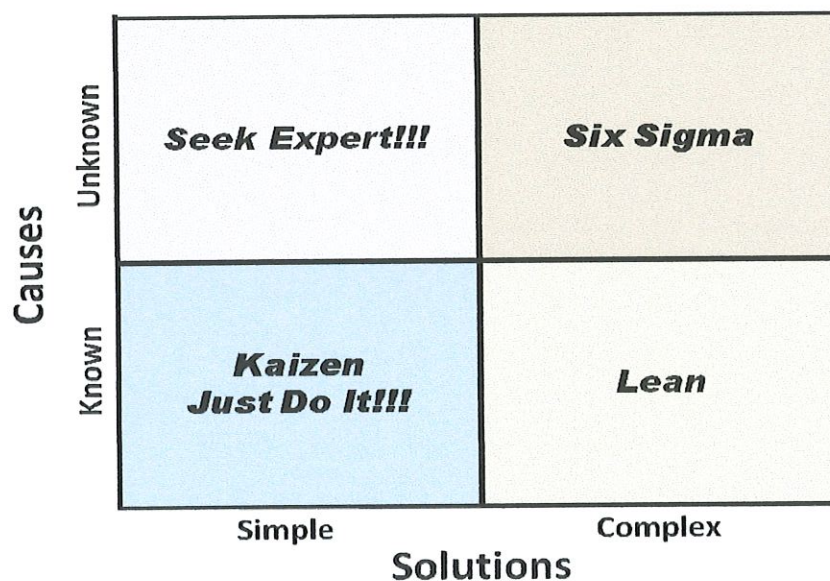 Causes
Unknown
Seek Expert!!!
Six Sigma
Known
Kaizen
Just Do It!!!
Lean
Simple
Complex
Solutions